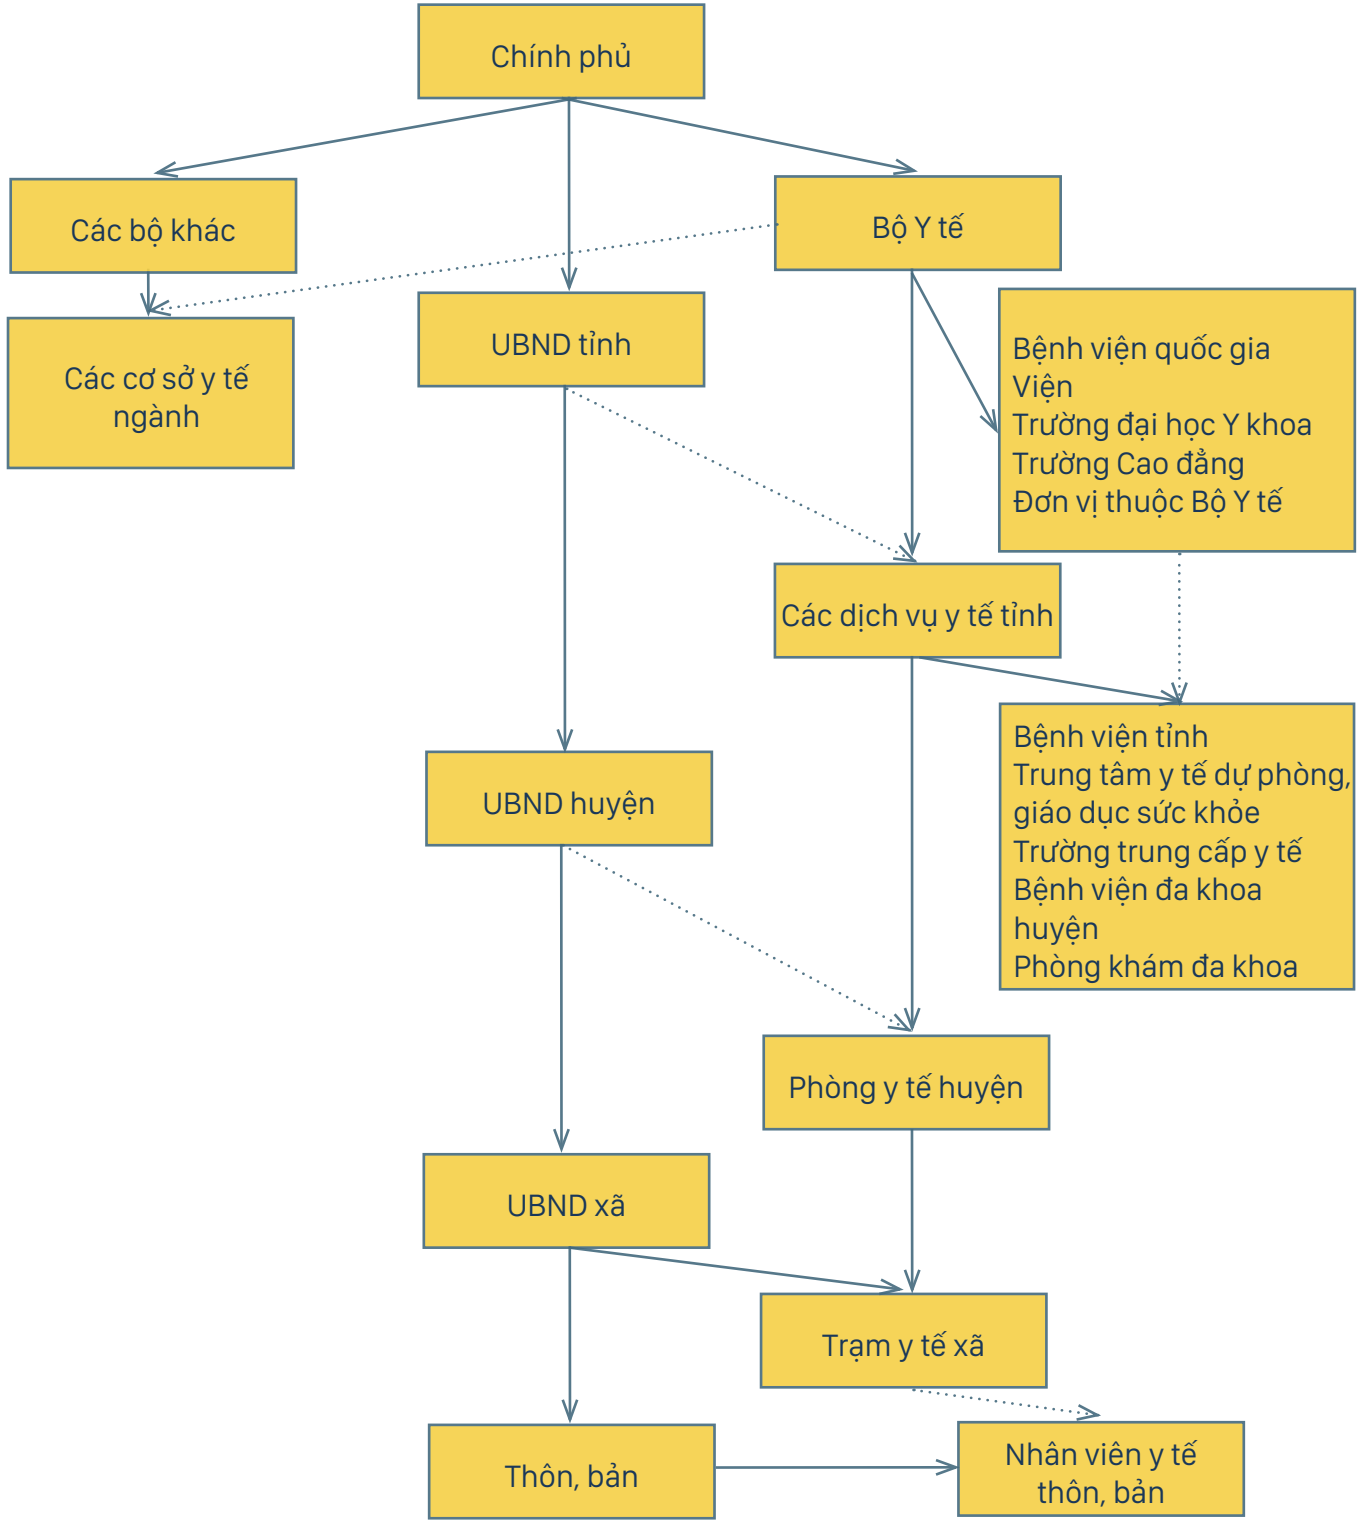 Chính phủ
Các bộ khác
Bộ Y tế
UBND tỉnh
Các cơ sở y tế
ngành
Bệnh viện quốc gia
Viện
Trường đại học Y khoa
Trường Cao đẳng
Đơn vị thuộc Bộ Y tế
Các dịch vụ y tế tỉnh
Bệnh viện tỉnh
Trung tâm y tế dự phòng,
giáo dục sức khỏe
Trường trung cấp y tế
Bệnh viện đa khoa
huyện
Phòng khám đa khoa
UBND huyện
Phòng y tế huyện
UBND xã
Trạm y tế xã
Thôn, bản
Nhân viên y tế
thôn, bản